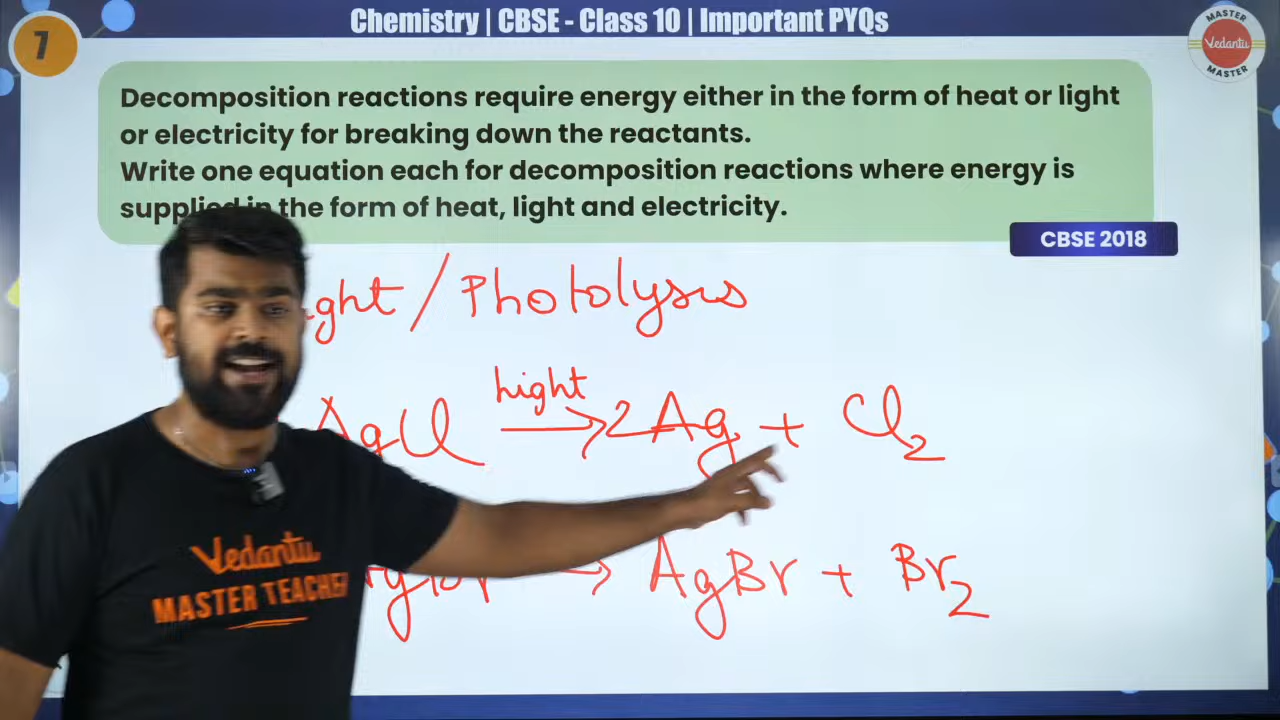 Chemistry | CBSE - Class 10 | Important PYQs
7
MASTER
Vedantu
MASTER
Decomposition reactions require energy either in the form of heat or light
or electricity for breaking down the reactants.
Write one equation each for decomposition reactions where energy is
supplied in the form of heat, light and electricity.
CBSE 2018
ght / Photolysis
light
AgCl → 2Ag + Cl2
→ AgBr + Br2
Vedantu
MASTER TEACHER